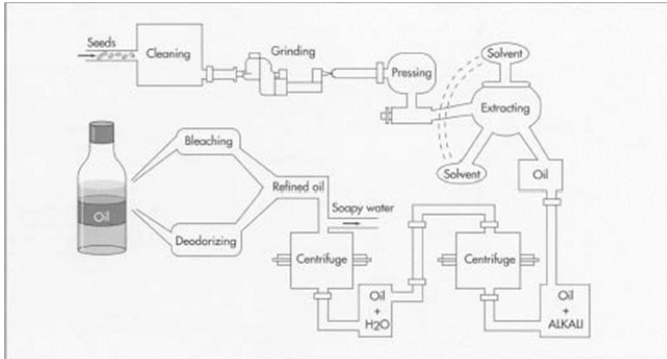 Seeds
Cleaning
Grinding
Pressing
Solvent
Extracting
Solvent
Oil
Bleaching
Refined oil
Deodorizing
Oil
Soapy water
Centrifuge
Oil
+
H2O
Centrifuge
Oil
+
ALKALI